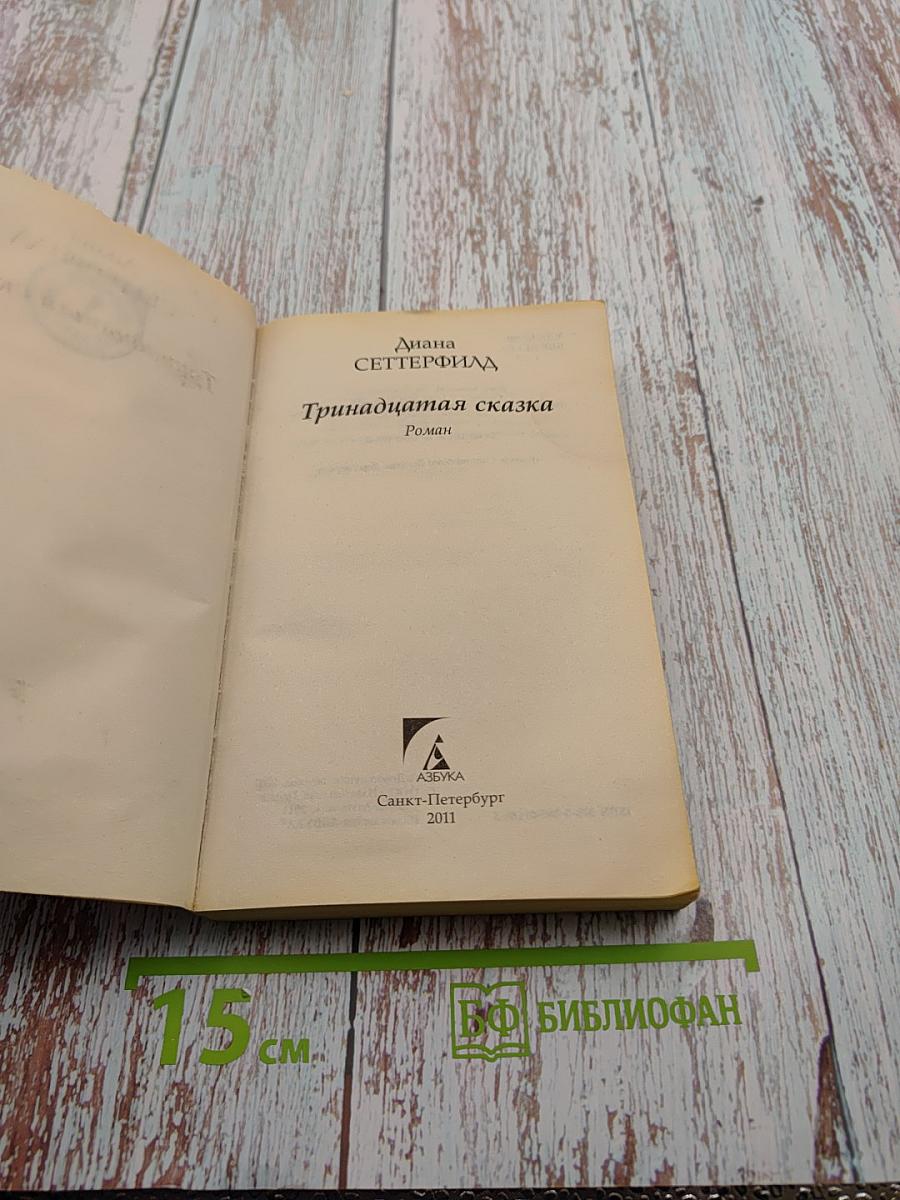 Диана
СЕТТЕРФИЛД
Тринадцатая сказка
Роман
АЗБУКА
Санкт-Петербург
2011
15 см
БФ БИБЛИОФАН